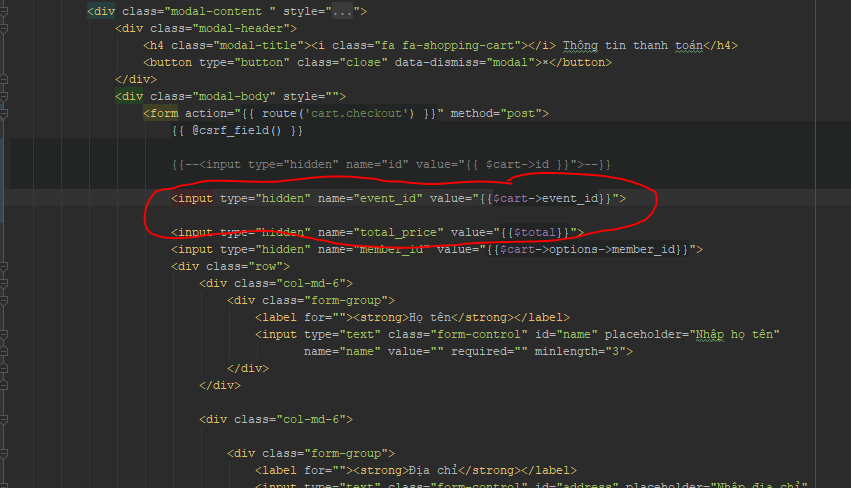 <div class="modal-content " style="...">
<div class="modal-header">
<h4 class="modal-title"><i class="fa fa-shopping-cart"></i> Thông tin thanh toán</h4>
<button type="button" class="close" data-dismiss="modal">×</button>
</div>
<div class="modal-body" style="">
<form action="{{ route('cart.checkout') }}" method="post">
{{ @csrf_field() }}
{{--<input type="hidden" name="id" value="{{ $cart->id }}">--}}
<input type="hidden" name="event_id" value="{{$cart->event_id}}">
<input type="hidden" name="total_price" value="{{$total}}">
<input type="hidden" name="member_id" value="{{$cart->options->member_id}}">
<div class="row">
<div class="col-md-6">
<div class="form-group">
<label for=""><strong>Họ tên</strong></label>
<input type="text" class="form-control" id="name" placeholder="Nhập họ tên"
name="name" value="" required="" minlength="3">
</div>
</div>
<div class="col-md-6">
<div class="form-group">
<label for=""><strong>Địa chỉ</strong></label>
<input type="text" class="form-control" id="address" placeholder="Nhập địa chỉ"